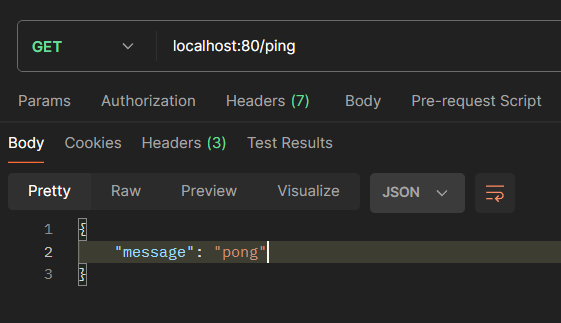 GET localhost:80/ping
Params Authorization Headers (7) Body Pre-request Script
Body Cookies Headers (3) Test Results
Pretty Raw Preview Visualize JSON
1 {
2 "message": "pong"
3 }